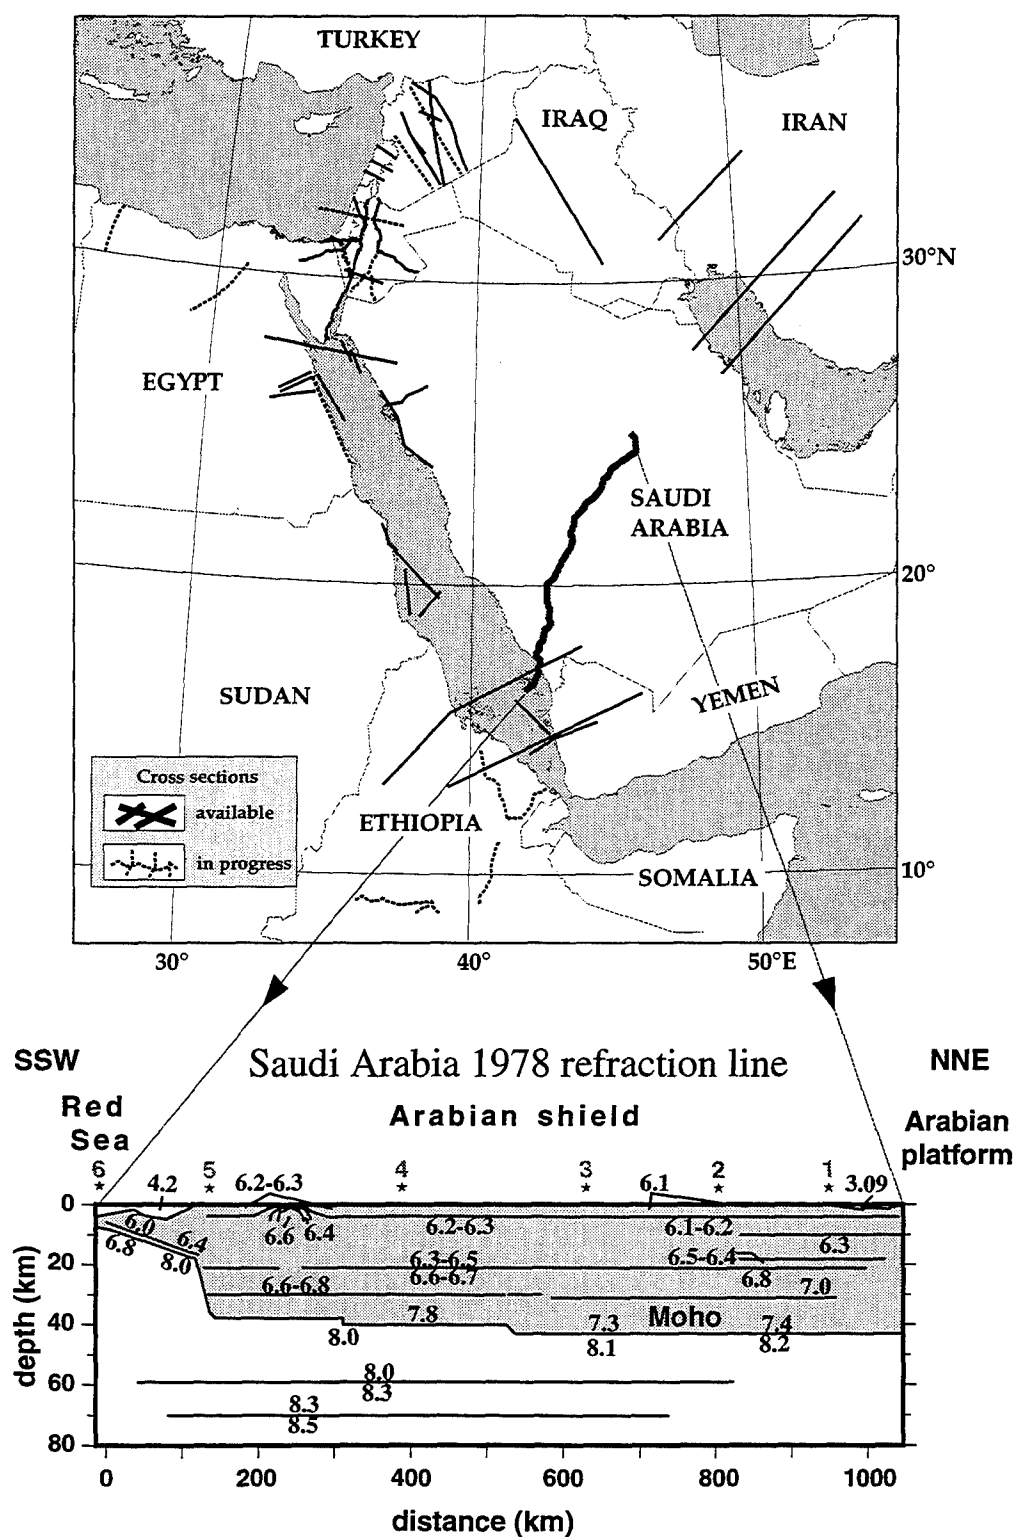 TURKEY
IRAQ
IRAN
30°N
EGYPT
SAUDI
ARABIA
20°
SUDAN
YEMEN
Cross sections
available
in progress
ETHIOPIA
SOMALIA
10°
30°
40°
50°E
SSW
Saudi Arabia 1978 refraction line
NNE
Red
Sea
Arabian shield
Arabian
platform
6
4.2
5
6.2-6.3
4
3
6.1
2
1
3.09
0
6.0
6.6
6.4
6.2-6.3
6.1-6.2
6.8
6.4
6.3
20
8.0
6.3-6.5
6.5-6.4
6.6-6.7
6.8
6.6-6.8
7.0
7.8
7.3
Moho
7.4
40
8.0
8.1
8.2
8.0
60
8.3
8.3
8.5
80
depth (km)
0
200
400
600
800
1000
distance (km)